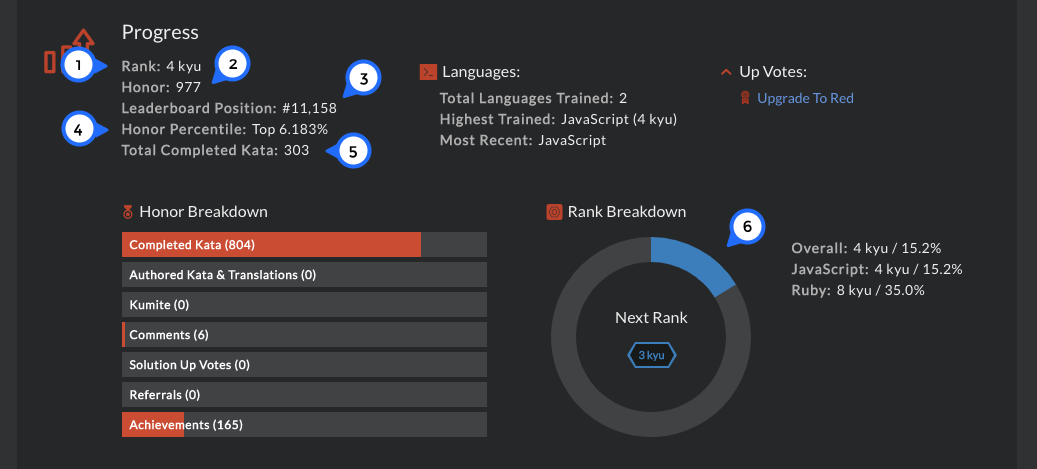 Progress
1
Rank: 4 kyu
2
Honor: 977
3
Leaderboard Position: #11,158
4
Honor Percentile: Top 6.183%
Total Completed Kata: 303
5
Languages:
Total Languages Trained: 2
Highest Trained: JavaScript (4 kyu)
Most Recent: JavaScript
Up Votes:
Upgrade To Red
Honor Breakdown
Completed Kata (804)
Authored Kata & Translations (0)
Kumite (0)
Comments (6)
Solution Up Votes (0)
Referrals (0)
Achievements (165)
Rank Breakdown
6
Next Rank
3 kyu
Overall: 4 kyu / 15.2%
JavaScript: 4 kyu / 15.2%
Ruby: 8 kyu / 35.0%